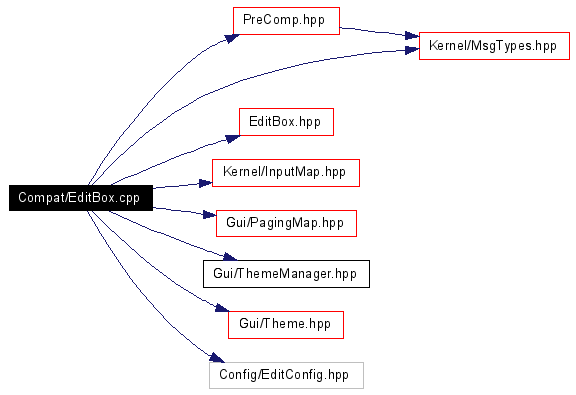 PreComp.hpp
Kernel/MsgTypes.hpp
EditBox.hpp
Kernel/InputMap.hpp
Compat/EditBox.cpp
Gui/PagingMap.hpp
Gui/ThemeManager.hpp
Gui/Theme.hpp
Config/EditConfig.hpp